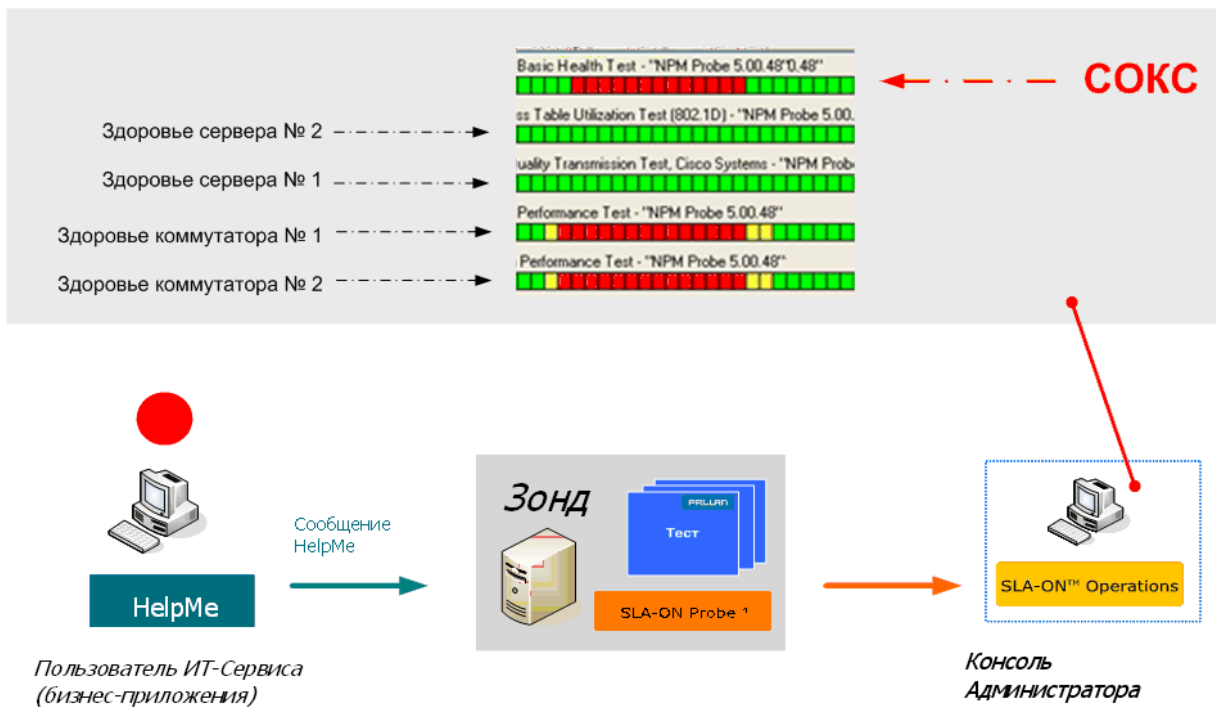 Basic Health Test - "NPM Probe 5.00.48"0.48"
СОКС
ss Table Utilization Test (802.1D) - "NPM Probe 5.00.
Здоровье сервера № 2
uality Transmission Test, Cisco Systems - "NPM Prob
Здоровье сервера № 1
Performance Test - "NPM Probe 5.00.48"
Здоровье коммутатора № 1
Performance Test - "NPM Probe 5.00.48"
Здоровье коммутатора № 2
Сообщение
HelpMe
HelpMe
Пользователь ИТ-Сервиса
(бизнес-приложения)
Зонд
PROLAN
Тест
SLA-ON Probe ¹
SLA-ON™ Operations
Консоль
Администратора